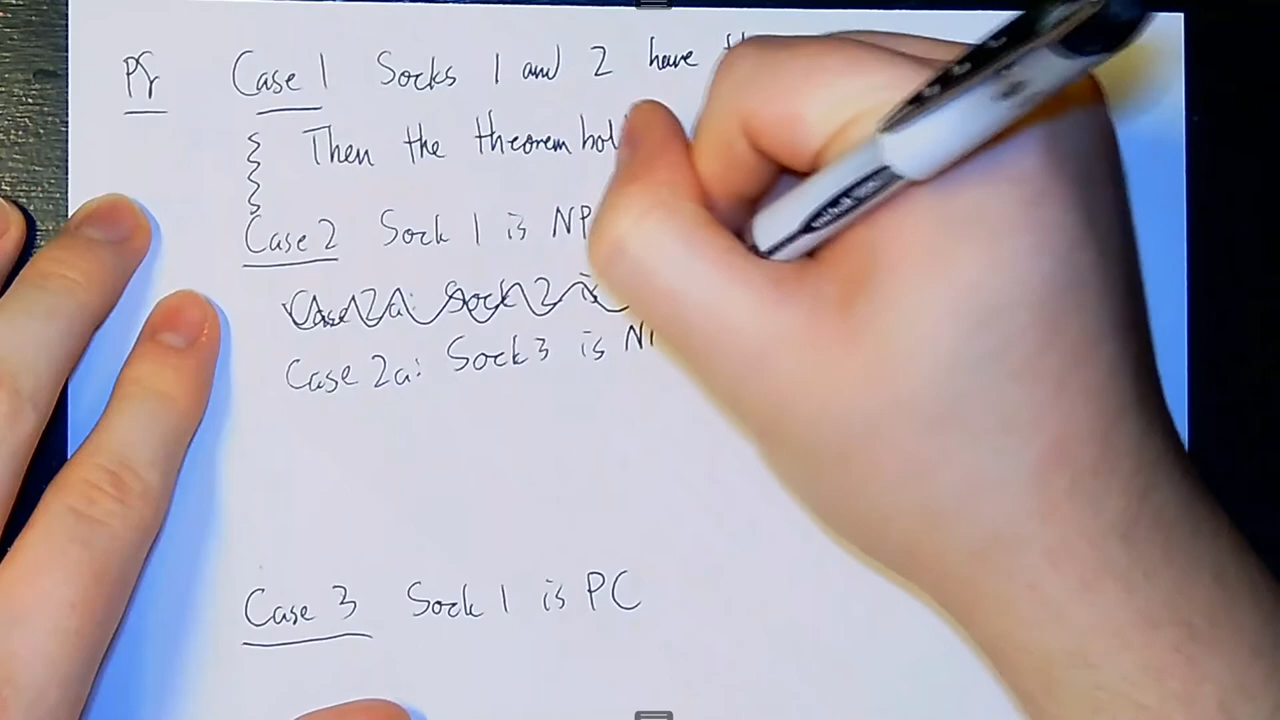 Pf Case 1 Socks 1 and 2 have
Then the theorem hol
Case 2 Sock 1 is NP
Case 2a: Sock 2 is
Case 2a: Sock 3 is N
Case 3 Sock 1 is PC